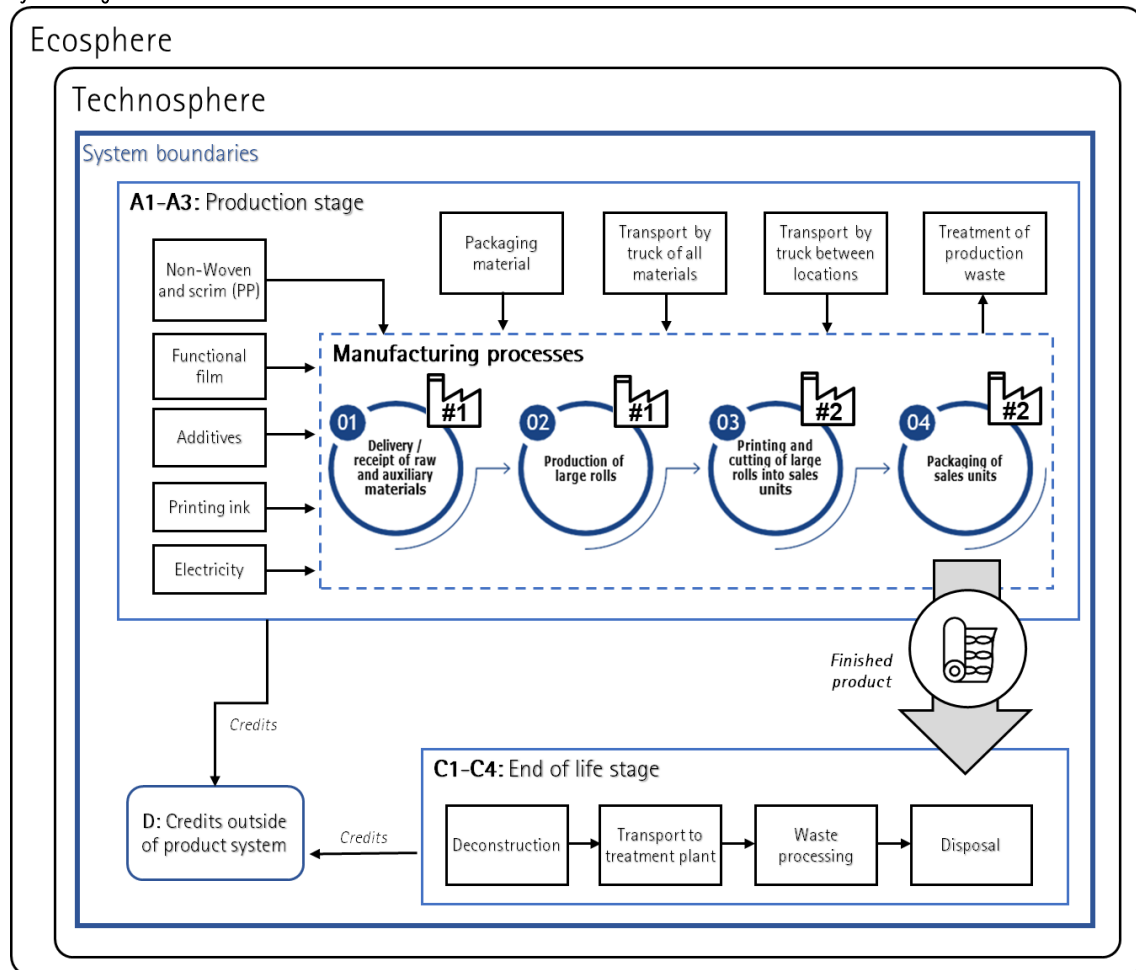 Ecosphere
Technosphere
System boundaries
A1-A3: Production stage
Non-Woven
and scrim (PP)
Packaging
material
Transport by
truck of all
materials
Transport by
truck between
locations
Treatment of
production
waste
Functional
film
Additives
Printing ink
Electricity
Manufacturing processes
01
#1
Delivery /
receipt of raw
and auxiliary
materials
02
#1
Production of
large rolls
03
#2
Printing and
cutting of large
rolls into sales
units
04
#2
Packaging of
sales units
Finished
product
Credits
D: Credits outside
of product system
Credits
C1-C4: End of life stage
Deconstruction
Transport to
treatment plant
Waste
processing
Disposal